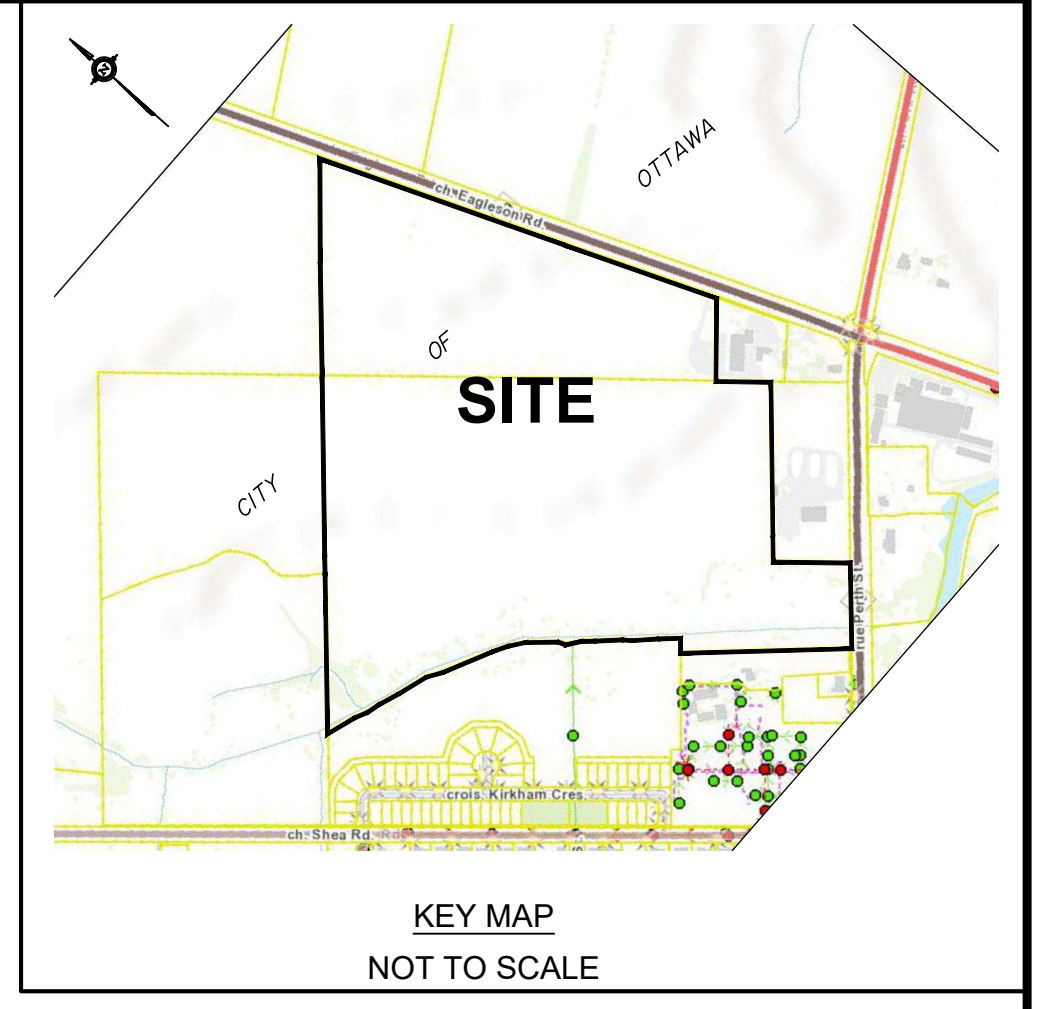 N
OTTAWA
ch. Eagleson Rd.
OF
SITE
CITY
rue Perth St.
crois. Kirkham Cres.
ch. Shea Rd.
KEY MAP
NOT TO SCALE